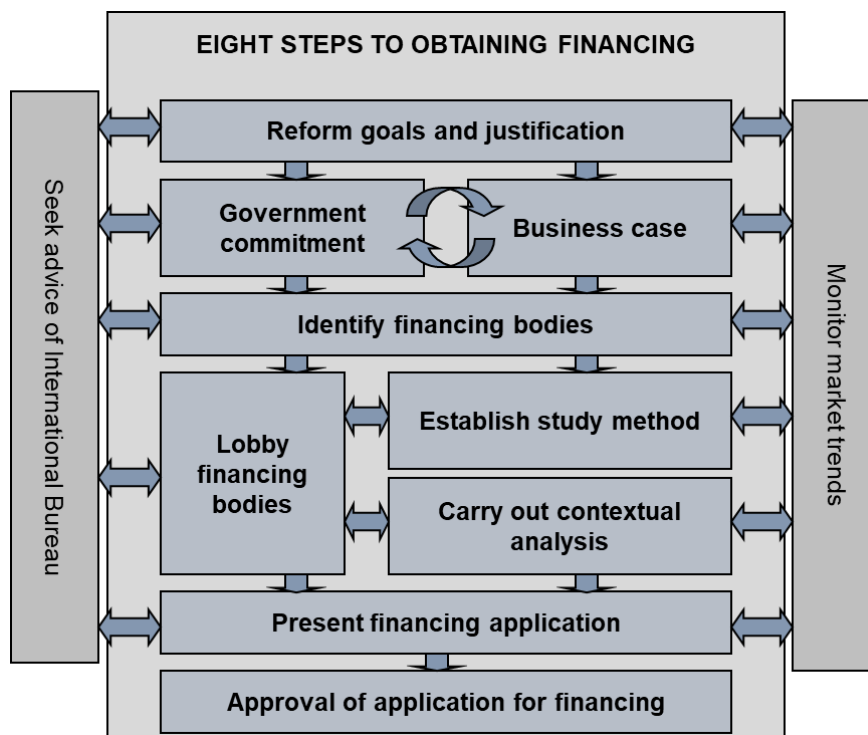 EIGHT STEPS TO OBTAINING FINANCING
Seek advice of International Bureau
Reform goals and justification
Government
commitment
Business case
Identify financing bodies
Lobby
financing
bodies
Establish study method
Carry out contextual
analysis
Present financing application
Approval of application for financing
Monitor market trends